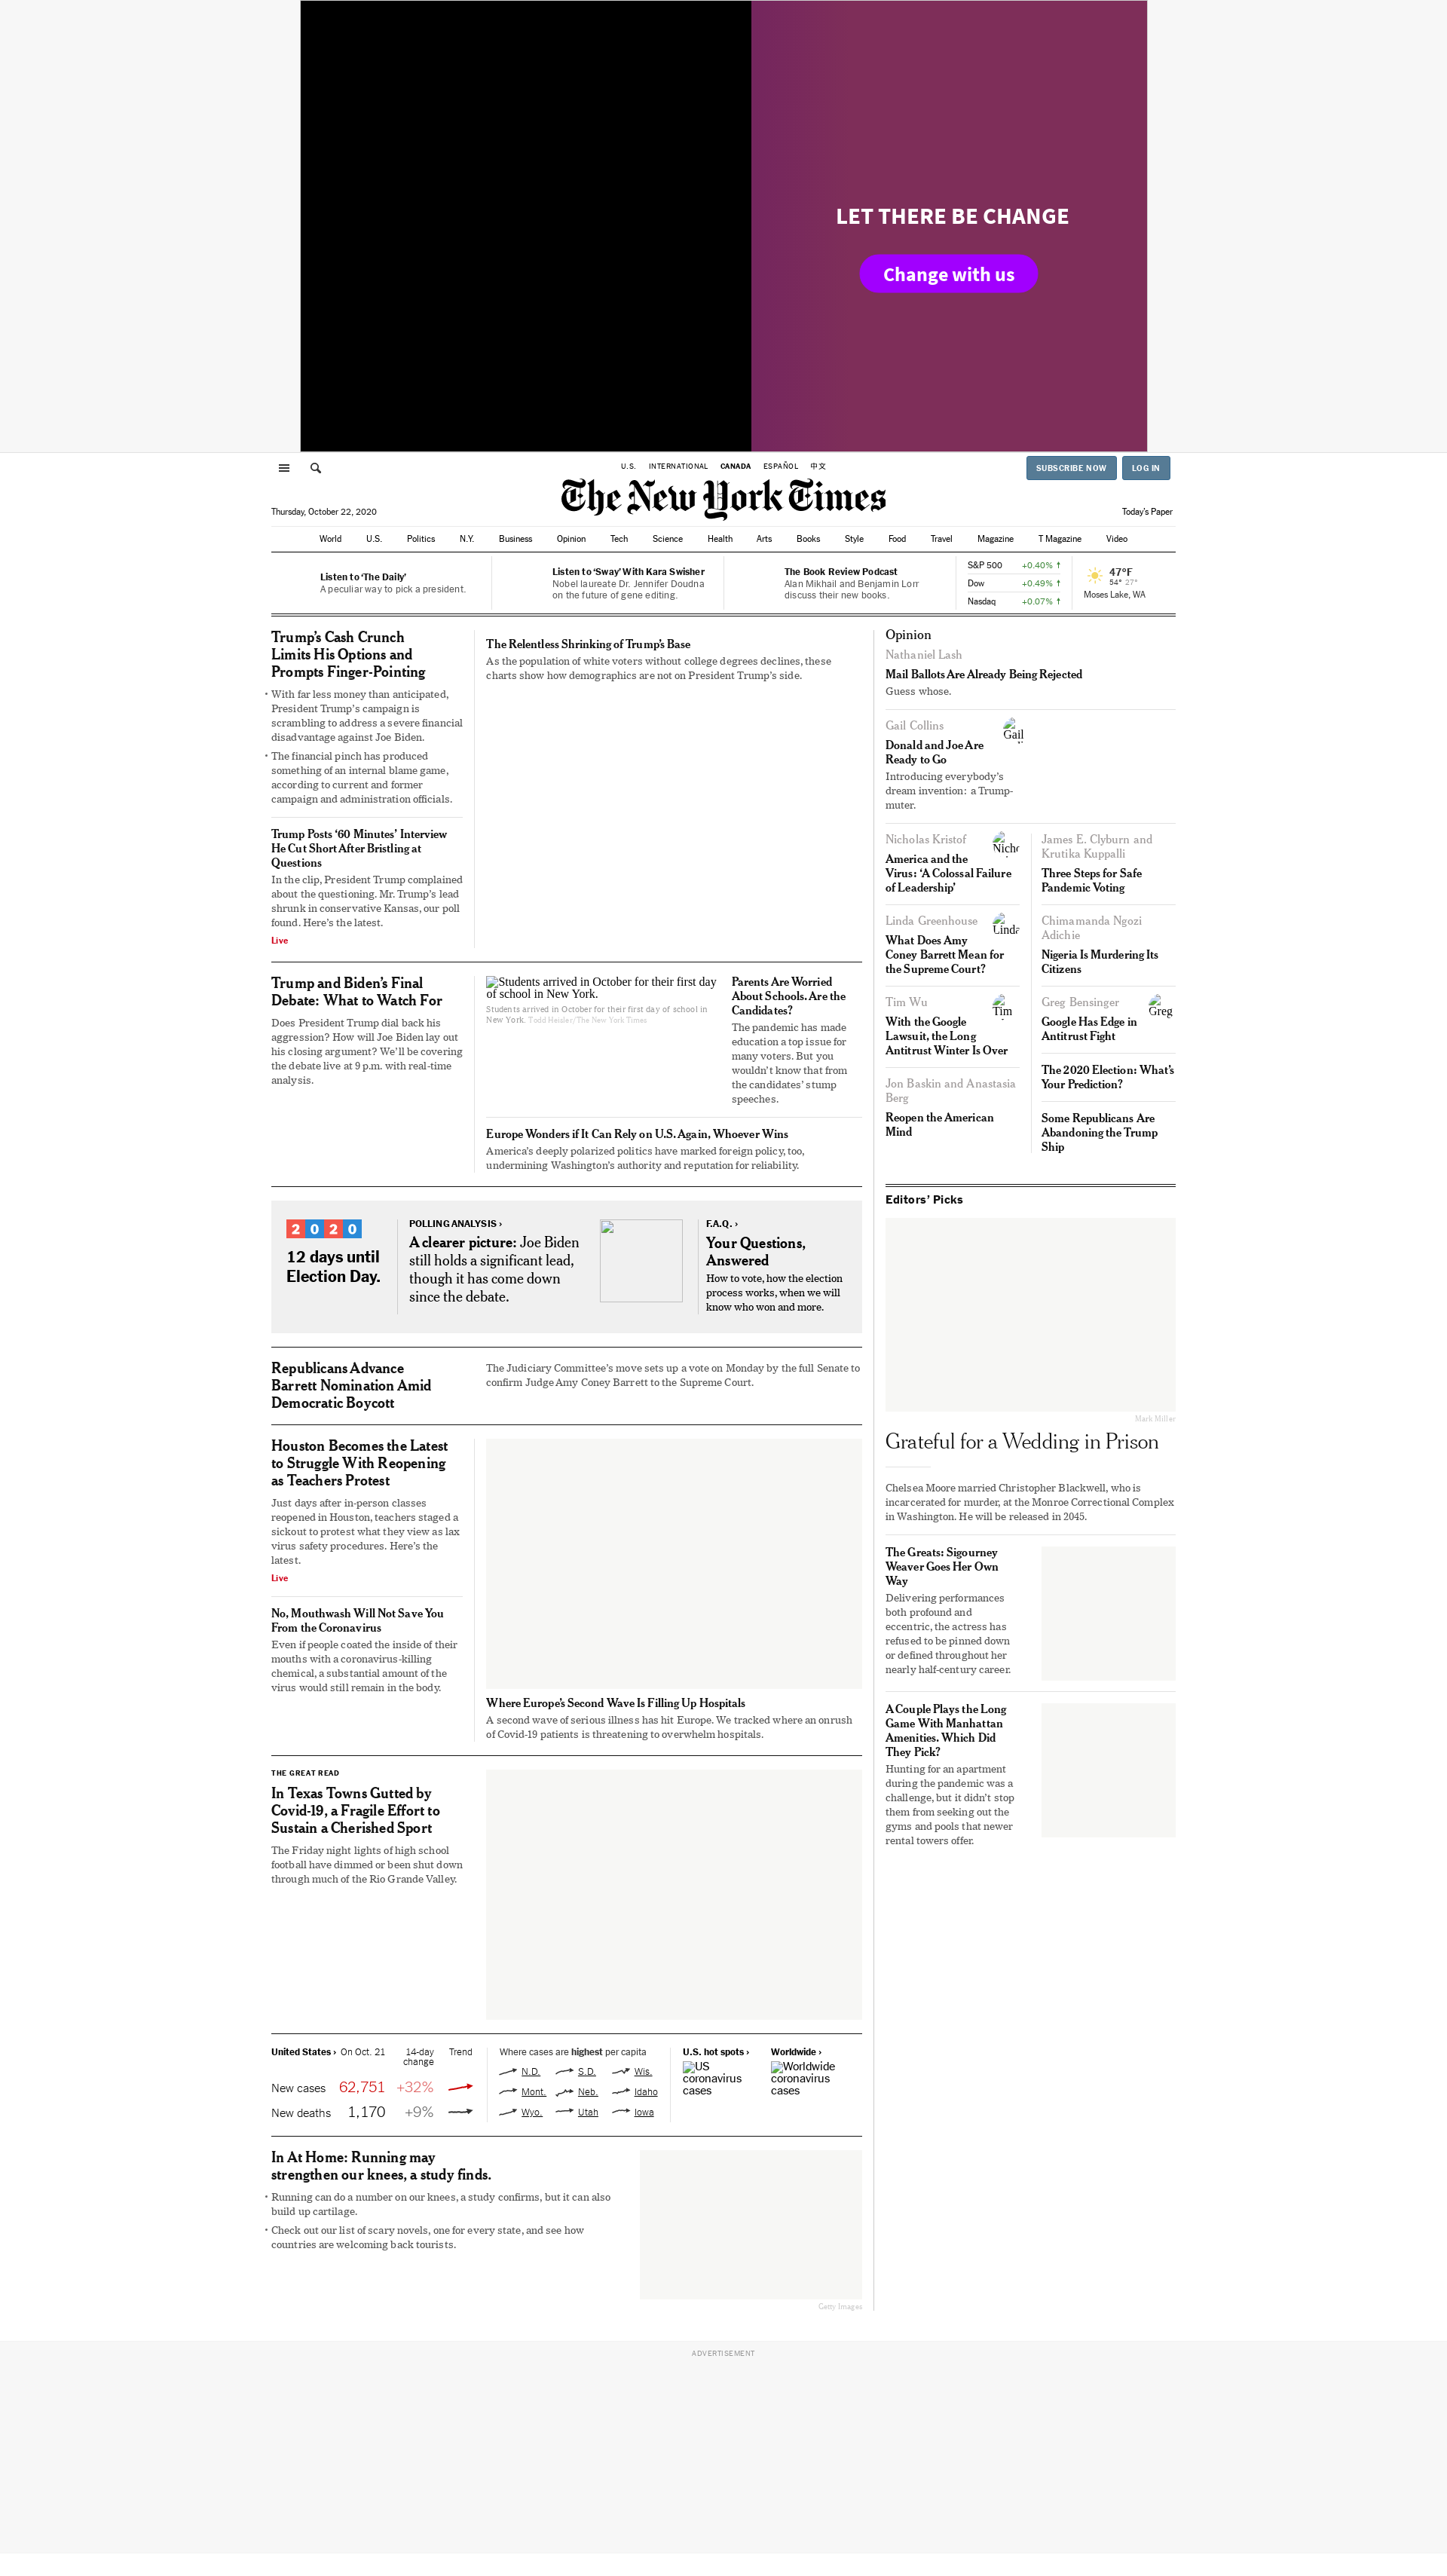 LET THERE BE CHANGE
Change with us
U.S. INTERNATIONAL CANADA ESPAÑOL 中文
SUBSCRIBE NOW LOG IN
The New York Times
Thursday, October 22, 2020
Today's Paper
World U.S. Politics N.Y. Business Opinion Tech Science Health Arts Books Style Food Travel Magazine T Magazine Video
Listen to ‘The Daily’
A peculiar way to pick a president.
Listen to ‘Sway’ With Kara Swisher
Nobel laureate Dr. Jennifer Doudna
on the future of gene editing.
The Book Review Podcast
Alan Mikhail and Benjamin Lorr
discuss their new books.
S&P 500 +0.40% ↑
Dow +0.49% ↑
Nasdaq +0.07% ↑
47°F
54° 27°
Moses Lake, WA
Trump’s Cash Crunch
Limits His Options and
Prompts Finger-Pointing
• With far less money than anticipated,
President Trump’s campaign is
scrambling to address a severe financial
disadvantage against Joe Biden.
• The financial pinch has produced
something of an internal blame game,
according to current and former
campaign and administration officials.
Trump Posts ‘60 Minutes’ Interview
He Cut Short After Bristling at
Questions
In the clip, President Trump complained
about the questioning. Mr. Trump’s lead
shrunk in conservative Kansas, our poll
found. Here’s the latest.
Live
The Relentless Shrinking of Trump’s Base
As the population of white voters without college degrees declines, these
charts show how demographics are not on President Trump’s side.
Trump and Biden’s Final
Debate: What to Watch For
Does President Trump dial back his
aggression? How will Joe Biden lay out
his closing argument? We’ll be covering
the debate live at 9 p.m. with real-time
analysis.
Students arrived in October for their first day
of school in New York.
Students arrived in October for their first day of school in
New York. Todd Heisler/The New York Times
Parents Are Worried
About Schools. Are the
Candidates?
The pandemic has made
education a top issue for
many voters. But you
wouldn’t know that from
the candidates’ stump
speeches.
Europe Wonders if It Can Rely on U.S. Again, Whoever Wins
America’s deeply polarized politics have marked foreign policy, too,
undermining Washington’s authority and reputation for reliability.
2020
12 days until
Election Day.
POLLING ANALYSIS ›
A clearer picture: Joe Biden
still holds a significant lead,
though it has come down
since the debate.
F.A.Q. ›
Your Questions,
Answered
How to vote, how the election
process works, when we will
know who won and more.
Republicans Advance
Barrett Nomination Amid
Democratic Boycott
The Judiciary Committee’s move sets up a vote on Monday by the full Senate to
confirm Judge Amy Coney Barrett to the Supreme Court.
Houston Becomes the Latest
to Struggle With Reopening
as Teachers Protest
Just days after in-person classes
reopened in Houston, teachers staged a
sickout to protest what they view as lax
virus safety procedures. Here’s the
latest.
Live
No, Mouthwash Will Not Save You
From the Coronavirus
Even if people coated the inside of their
mouths with a coronavirus-killing
chemical, a substantial amount of the
virus would still remain in the body.
Where Europe’s Second Wave Is Filling Up Hospitals
A second wave of serious illness has hit Europe. We tracked where an onrush
of Covid-19 patients is threatening to overwhelm hospitals.
THE GREAT READ
In Texas Towns Gutted by
Covid-19, a Fragile Effort to
Sustain a Cherished Sport
The Friday night lights of high school
football have dimmed or been shut down
through much of the Rio Grande Valley.
United States › On Oct. 21 14-day
change Trend
New cases 62,751 +32%
New deaths 1,170 +9%
Where cases are highest per capita
N.D. S.D. Wis.
Mont. Neb. Idaho
Wyo. Utah Iowa
U.S. hot spots ›
US
coronavirus
cases
Worldwide ›
Worldwide
coronavirus
cases
In At Home: Running may
strengthen our knees, a study finds.
• Running can do a number on our knees, a study confirms, but it can also
build up cartilage.
• Check out our list of scary novels, one for every state, and see how
countries are welcoming back tourists.
Getty Images
Opinion
Nathaniel Lash
Mail Ballots Are Already Being Rejected
Guess whose.
Gail Collins
Gail
Donald and Joe Are
Ready to Go
Introducing everybody’s
dream invention: a Trump-
muter.
Nicholas Kristof
America and the
Virus: ‘A Colossal Failure
of Leadership’
Linda Greenhouse
Linda
What Does Amy
Coney Barrett Mean for
the Supreme Court?
Tim Wu
Tim
With the Google
Lawsuit, the Long
Antitrust Winter Is Over
Jon Baskin and Anastasia
Berg
Reopen the American
Mind
James E. Clyburn and
Krutika Kuppalli
Three Steps for Safe
Pandemic Voting
Chimamanda Ngozi
Adichie
Nigeria Is Murdering Its
Citizens
Greg Bensinger
Greg
Google Has Edge in
Antitrust Fight
The 2020 Election: What’s
Your Prediction?
Some Republicans Are
Abandoning the Trump
Ship
Editors’ Picks
Mark Miller
Grateful for a Wedding in Prison
Chelsea Moore married Christopher Blackwell, who is
incarcerated for murder, at the Monroe Correctional Complex
in Washington. He will be released in 2045.
The Greats: Sigourney
Weaver Goes Her Own
Way
Delivering performances
both profound and
eccentric, the actress has
refused to be pinned down
or defined throughout her
nearly half-century career.
A Couple Plays the Long
Game With Manhattan
Amenities. Which Did
They Pick?
Hunting for an apartment
during the pandemic was a
challenge, but it didn’t stop
them from seeking out the
gyms and pools that newer
rental towers offer.
ADVERTISEMENT